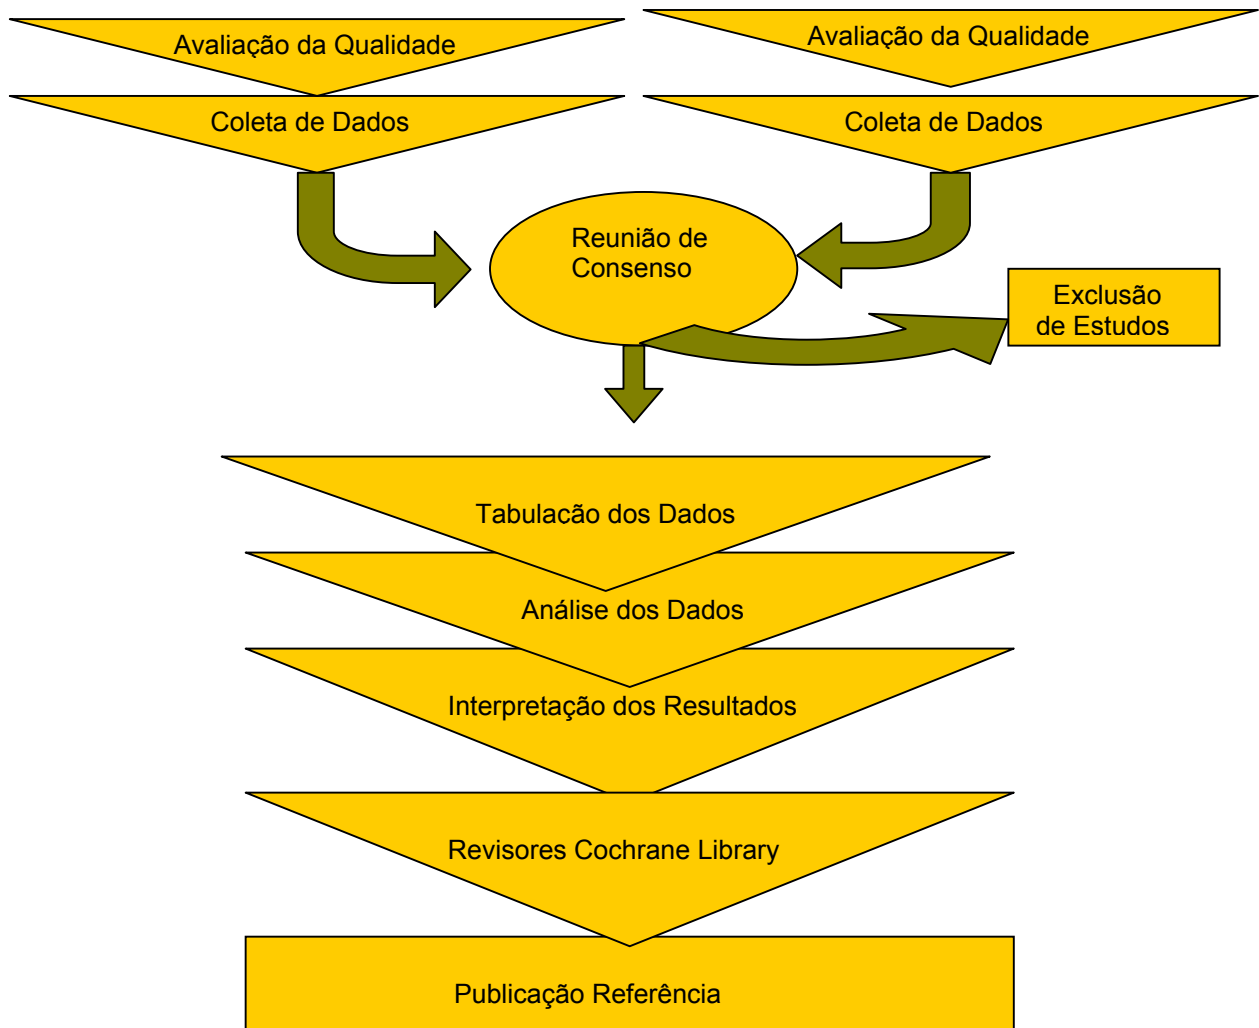 Avaliação da Qualidade
Avaliação da Qualidade
Coleta de Dados
Coleta de Dados
Reunião de
Consenso
Exclusão
de Estudos
Tabulacão dos Dados
Análise dos Dados
Interpretação dos Resultados
Revisores Cochrane Library
Publicação Referência